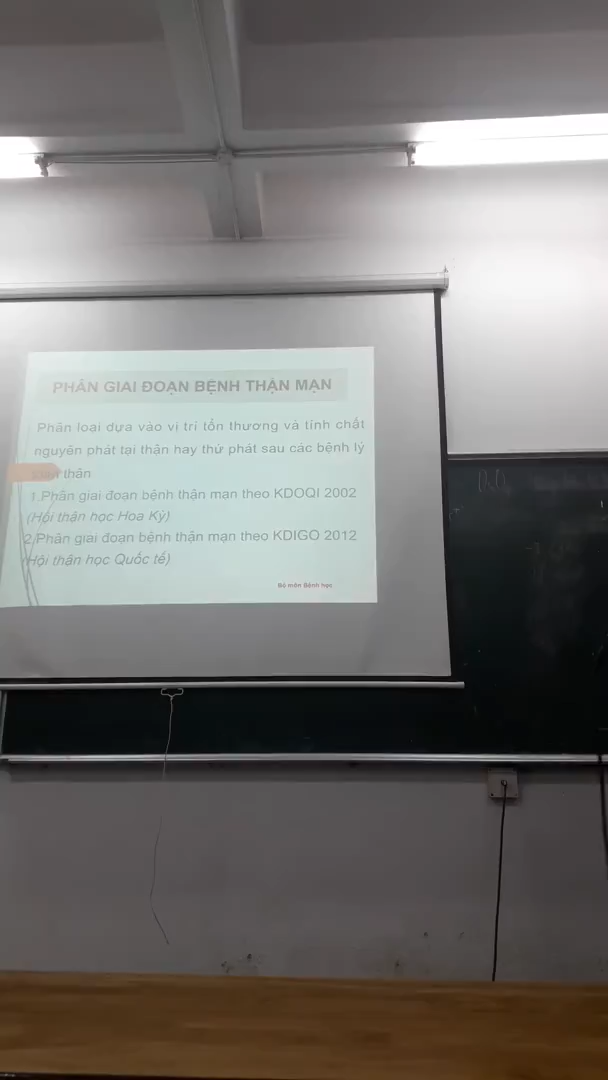 PHÂN GIAI ĐOẠN BỆNH THẬN MẠN
Phân loại dựa vào vị trí tổn thương và tính chất
nguyên phát tại thận hay thứ phát sau các bệnh lý
thân
1.Phân giai đoạn bệnh thận mạn theo KDOQI 2002
(Hội thận học Hoa Kỳ)
2.Phân giai đoạn bệnh thận mạn theo KDIGO 2012
(Hội thân học Quốc tế)
Bộ môn Bệnh học